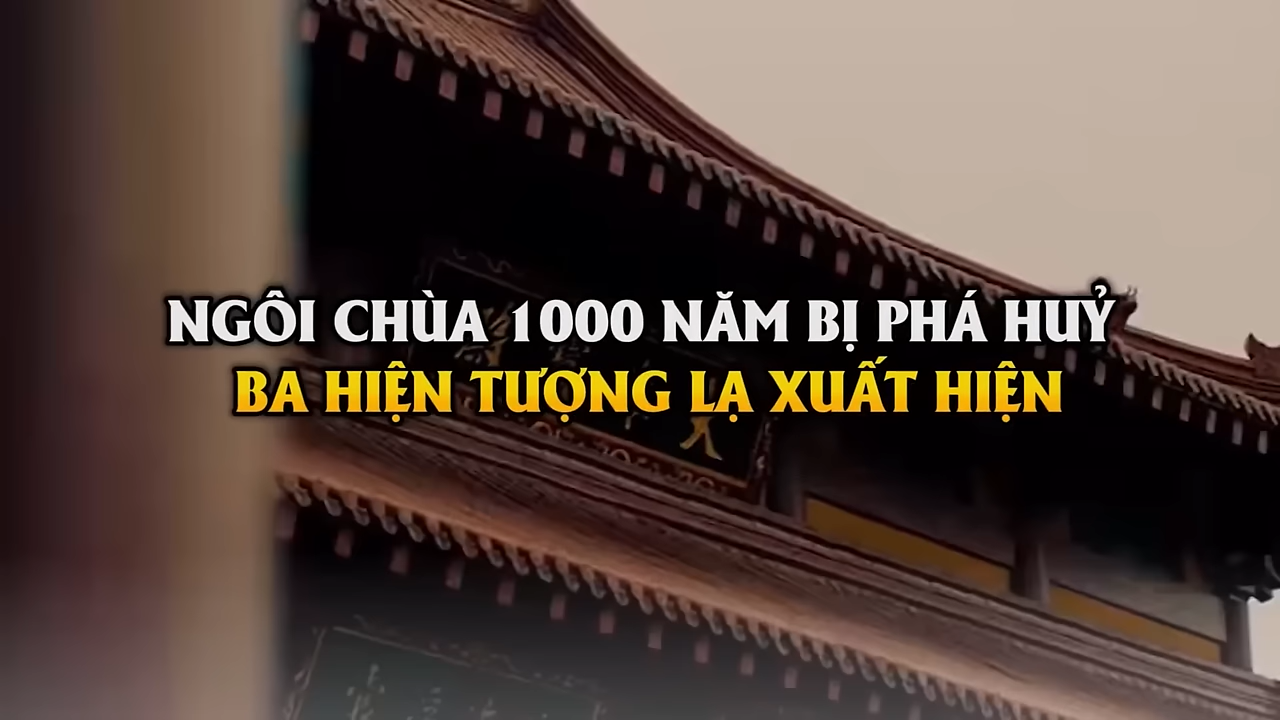 NGÔI CHÙA 1000 NĂM BỊ PHÁ HUỶ
BA HIỆN TƯỢNG LẠ XUẤT HIỆN